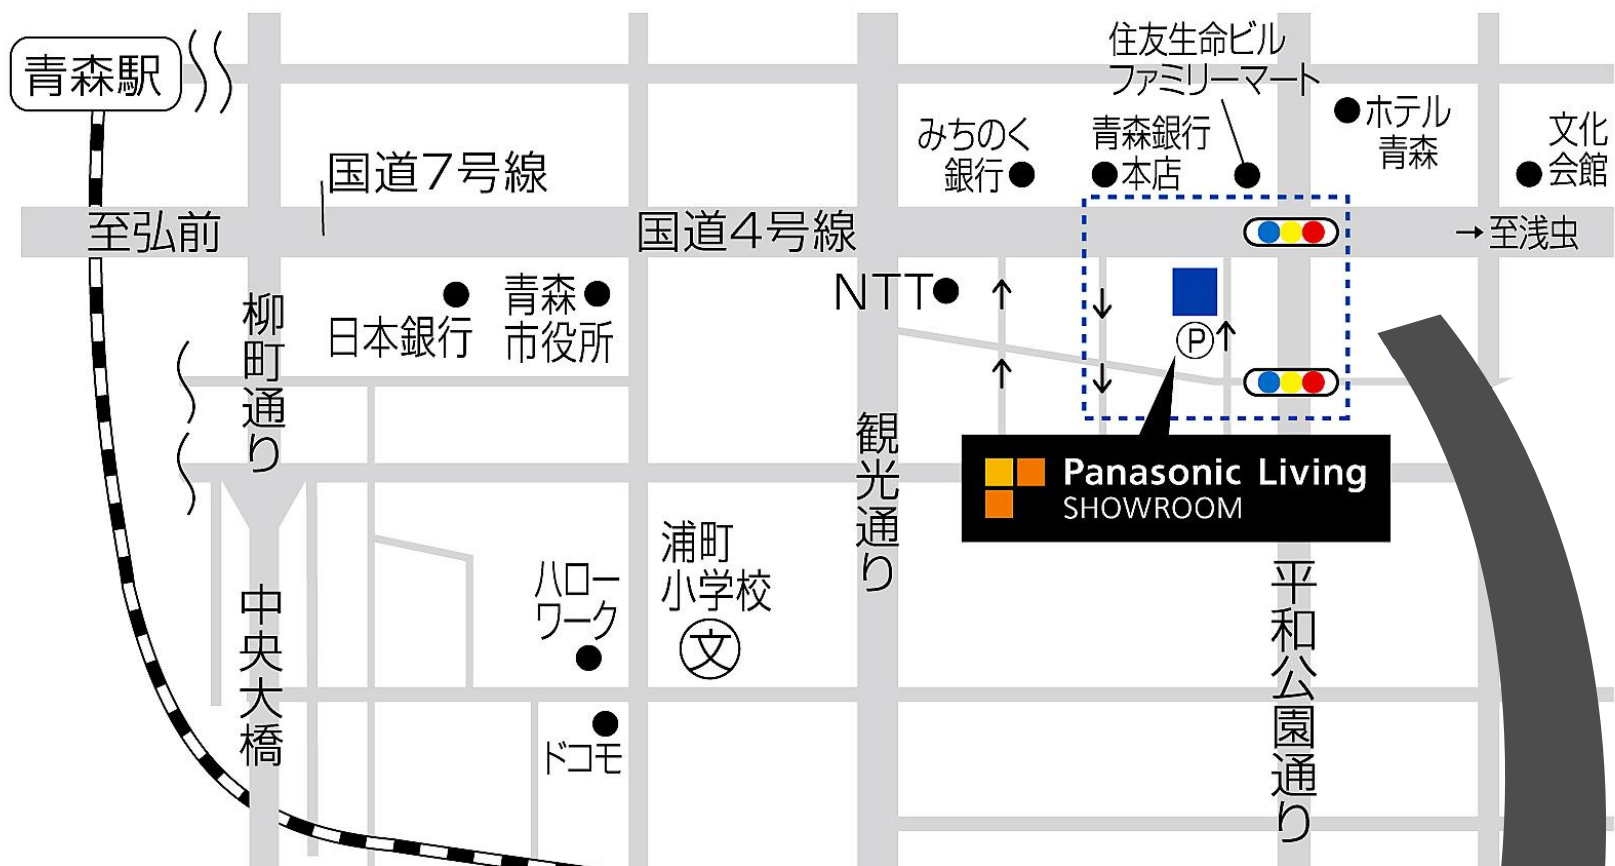 青森駅
住友生命ビル
ファミリーマート
ホテル
青森
文化
会館
みちのく
銀行
青森銀行
本店
国道7号線
至弘前
国道4号線
→至浅虫
NTT
日本銀行
青森
市役所
柳町通り
P
観光通り
Panasonic Living
SHOWROOM
浦町
小学校
文
ハロー
ワーク
中央大橋
平和公園通り
ドコモ